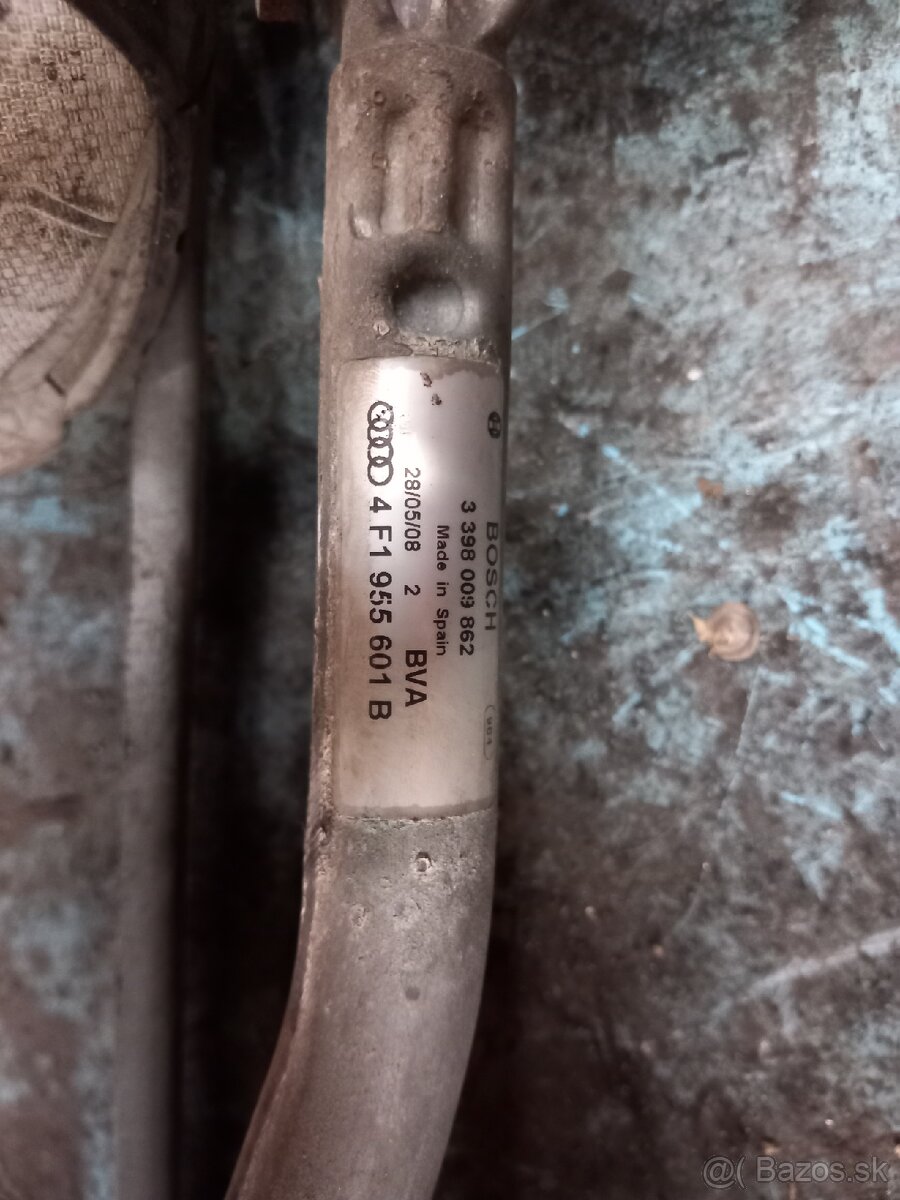 BOSCH
3 398 009 862
Made in Spain
28/05/08 2 BVA
4 F1 955 601 B
@( Bazos.sk